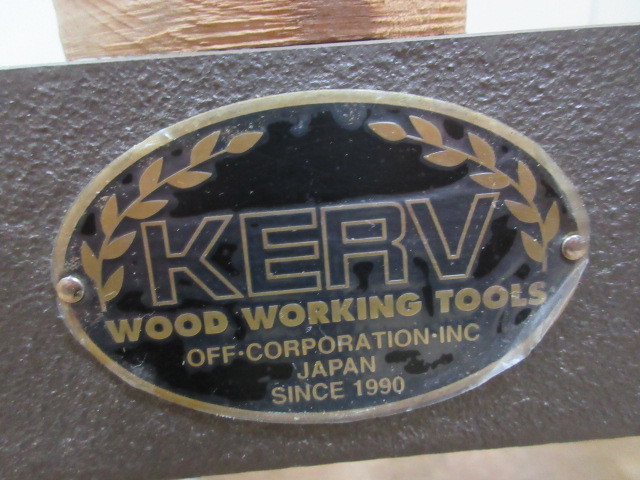 KERV
WOOD WORKING TOOLS
OFF·CORPORATION·INC
JAPAN
SINCE 1990